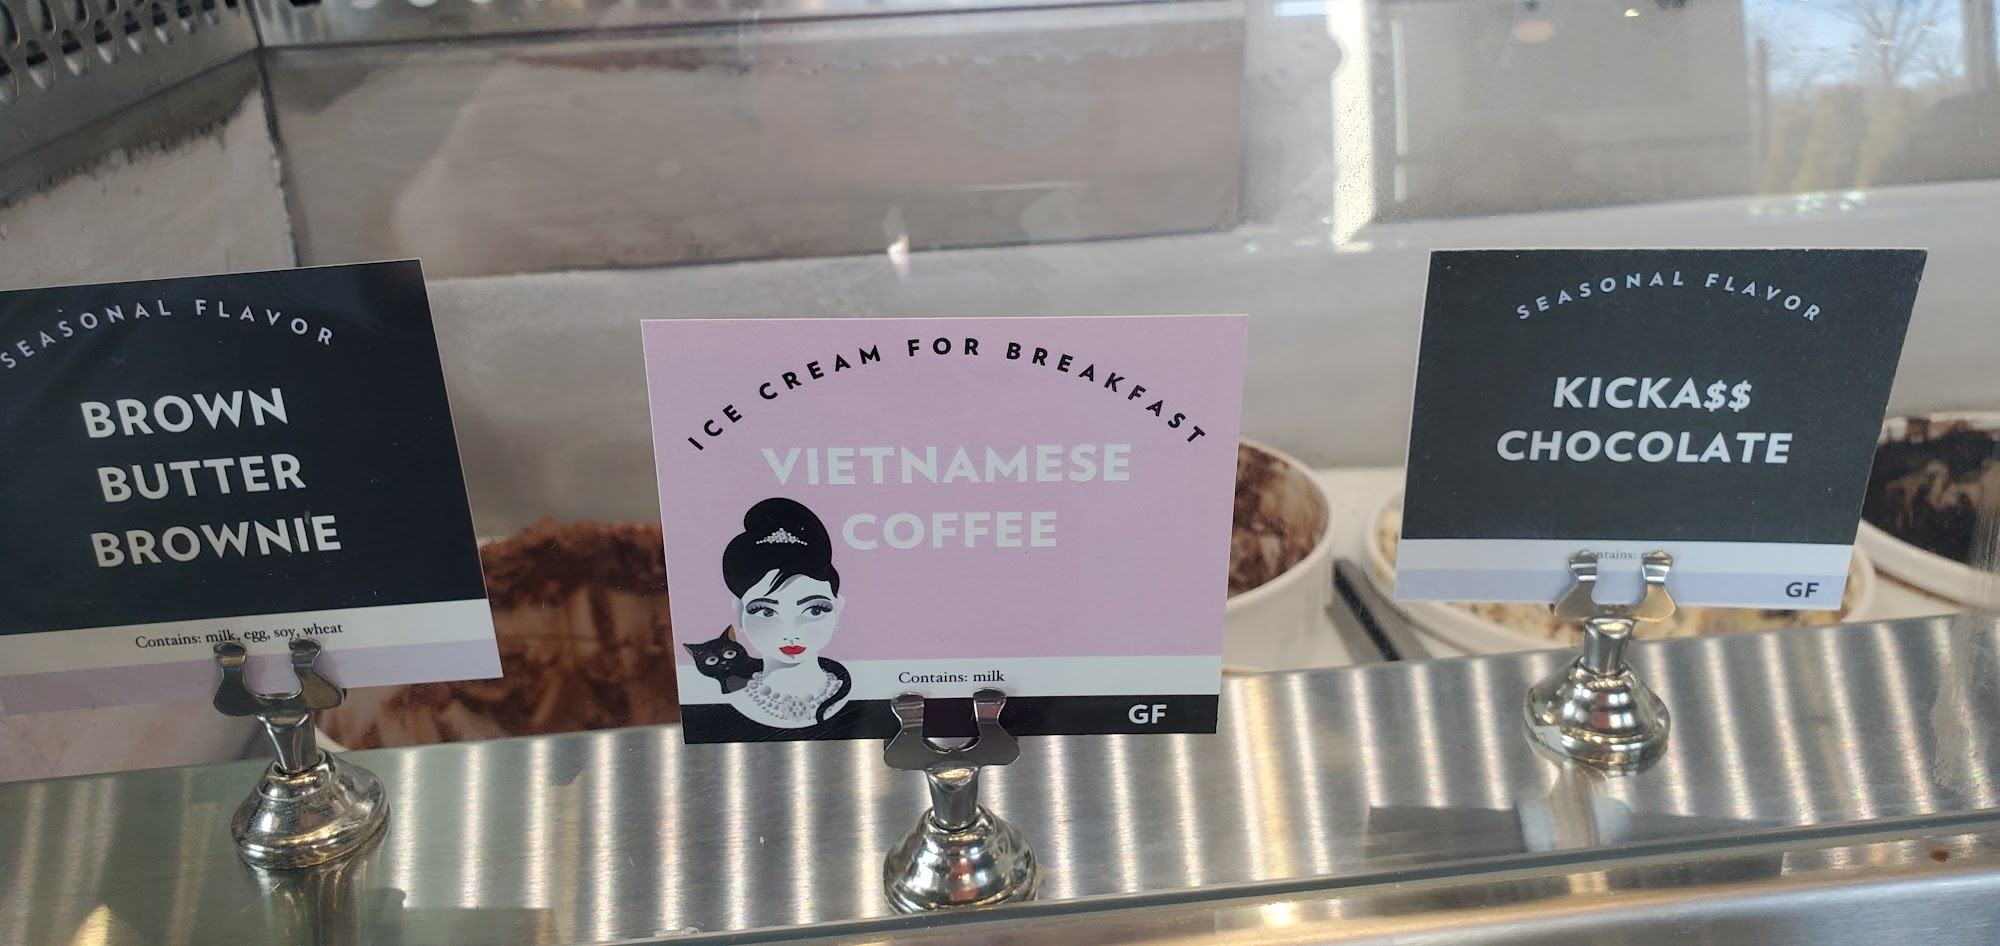 SEASONAL FLAVOR
BROWN
BUTTER
BROWNIE
Contains: milk, egg, soy, wheat
ICE CREAM FOR BREAKFAST
VIETNAMESE
COFFEE
Contains: milk
GF
SEASONAL FLAVOR
KICKA$$
CHOCOLATE
Contains:
GF